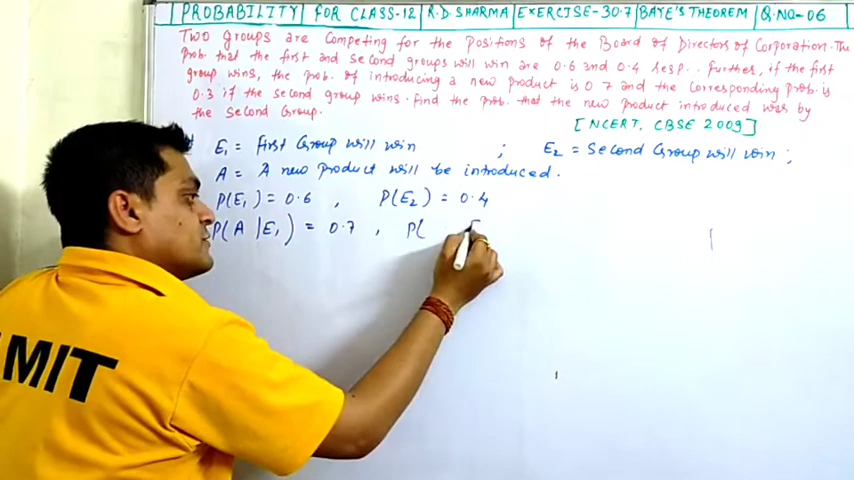 PROBABILITY | FOR CLASS-12 | R.D. SHARMA | EXERCISE-30.7 | BAYE'S THEOREM | Q.NO-06
Two groups are competing for the positions of the Board of Directors of Corporation. The
prob. that the first and second groups will win are 0.6 and 0.4 resp.. further, if the first
group wins, the prob. of introducing a new product is 0.7 and the corresponding prob. is
0.3 if the second group wins. Find the prob. that the new product introduced was by
the second Group.
[NCERT, CBSE 2009]
E1 = First Group will win ; E2 = Second Group will win ;
A = A new product will be introduced.
P(E1) = 0.6 , P(E2) = 0.4
P(A | E1) = 0.7 , P(
AMIT